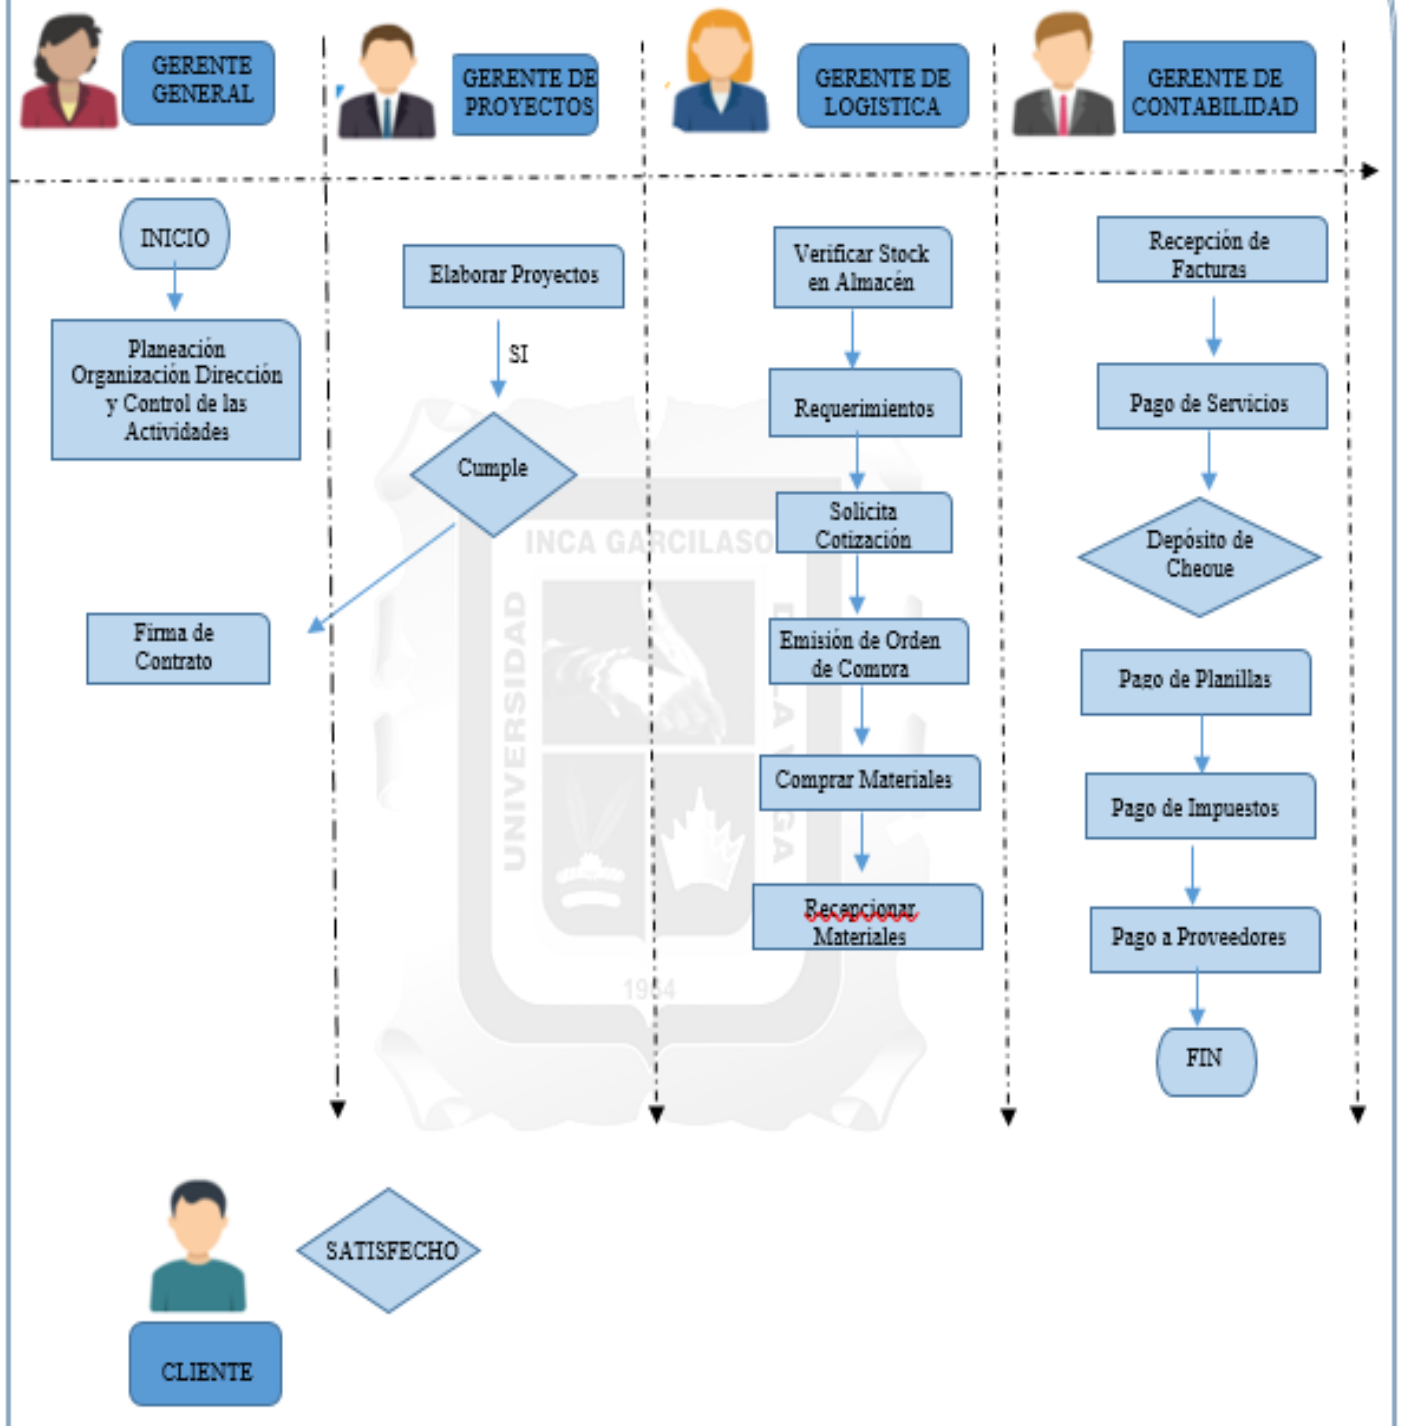 GERENTE
GENERAL
GERENTE DE
PROYECTOS
GERENTE DE
LOGISTICA
GERENTE DE
CONTABILIDAD
INICIO
Planeación
Organización Dirección
y Control de las
Actividades
Firma de
Contrato
Elaborar Proyectos
SI
Cumple
Verificar Stock
en Almacén
Requerimientos
Solicita
Cotización
Emisión de Orden
de Compra
Comprar Materiales
Recepcionar
Materiales
Recepción de
Facturas
Pago de Servicios
Depósito de
Cheque
Pago de Planillas
Pago de Impuestos
Pago a Proveedores
FIN
INCA GARCILASO
UNIVERSIDAD
1964
SATISFECHO
CLIENTE